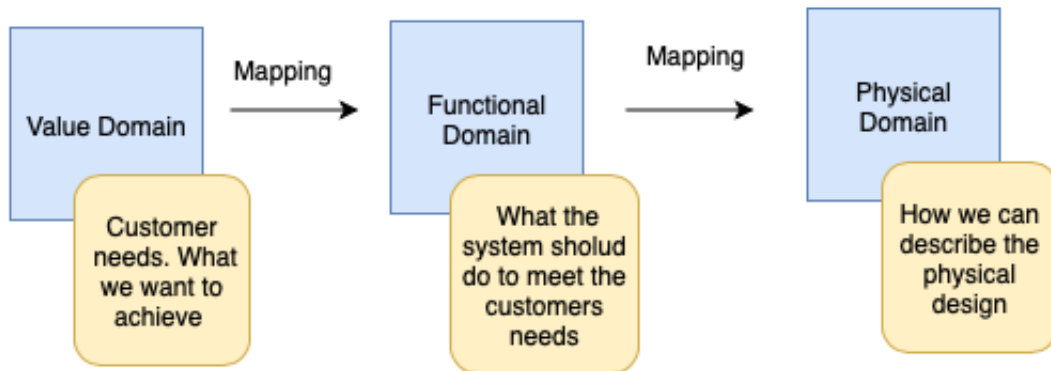 Value Domain
Customer
needs. What
we want to
achieve
Mapping
Functional
Domain
What the
system sholud
do to meet the
customers
needs
Mapping
Physical
Domain
How we can
describe the
physical
design